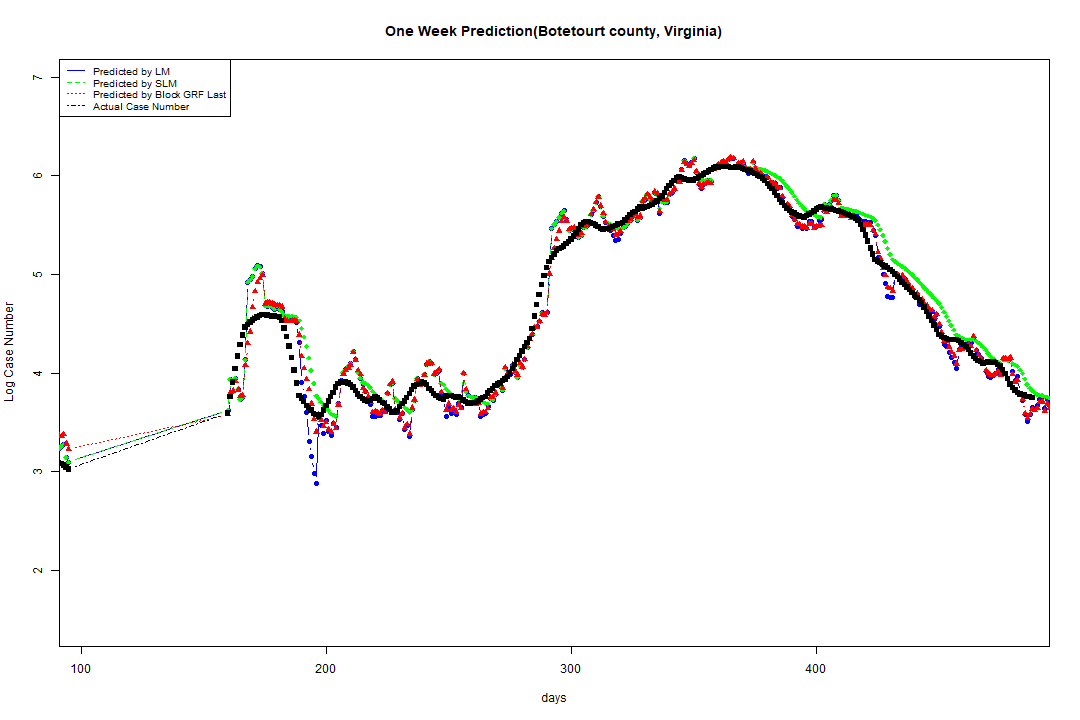 One Week Prediction(Botetourt county, Virginia)
Predicted by LM
Predicted by SLM
Predicted by Block GRF Last
Actual Case Number
7
6
5
4
3
2
Log Case Number
100 200 300 400
days